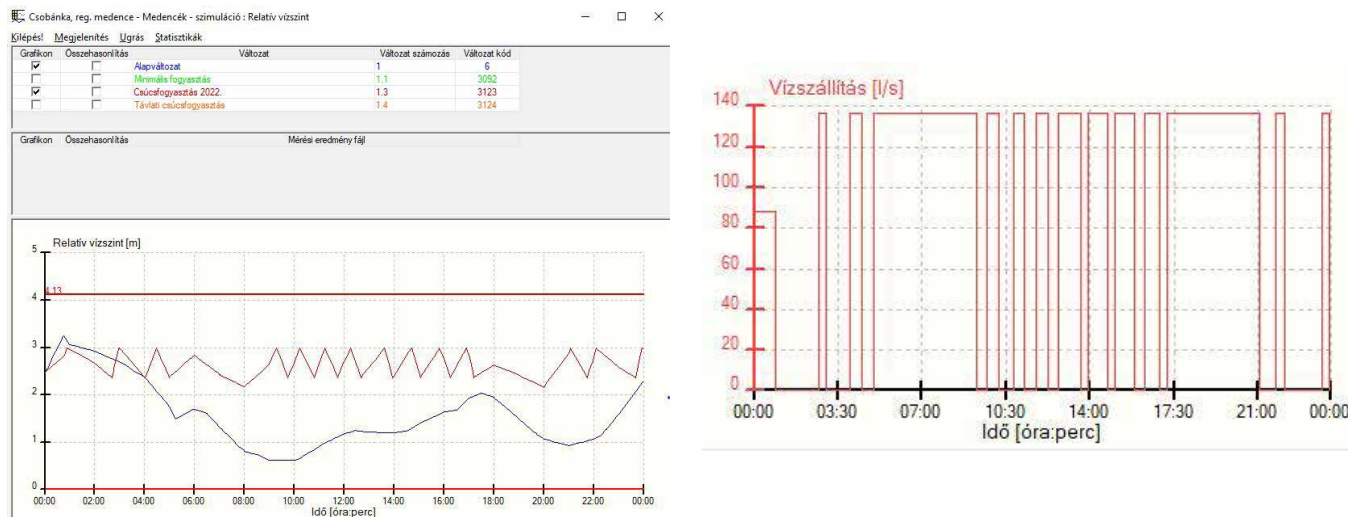 Csobánka, reg. medence - Medencék - szimuláció : Relatív vízszint
Kilépés! Megjelenítés Ugrás Statisztikák
Grafikon Összehasonlítás Változat Változat számozás Változat kód
Alapváltozat 1 6
Minimális fogyasztás 1.1 3092
Csúcsfogyasztás 2022. 1.3 3123
Távlati csúcsfogyasztás 1.4 3124
Grafikon Összehasonlítás Mérési eredmény fájl
Relatív vízszint [m]
5
4.13
4
3
2
1
0
00:00 02:00 04:00 06:00 08:00 10:00 12:00 14:00 16:00 18:00 20:00 22:00 00:00
Idő [óra:perc]
Vízszállítás [l/s]
140
120
100
80
60
40
20
0
00:00 03:30 07:00 10:30 14:00 17:30 21:00 00:00
Idő [óra:perc]